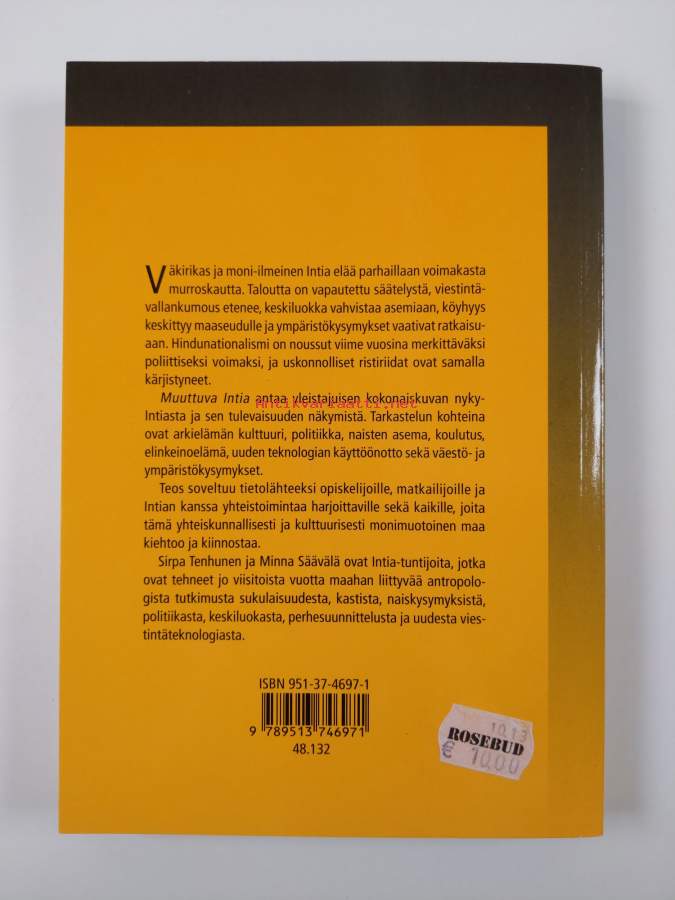 Väkirikas ja moni-ilmeinen Intia elää parhaillaan voimakasta
murroskautta. Taloutta on vapautettu säätelystä, viestintä-
vallankumous etenee, keskiluokka vahvistaa asemiaan, köyhyys
keskittyy maaseudulle ja ympäristökysymykset vaativat ratkaisu-
aan. Hindunationalismi on noussut viime vuosina merkittäväksi
poliittiseksi voimaksi, ja uskonnolliset ristiriidat ovat samalla
kärjistyneet.
Muuttuva Intia antaa yleistajuisen kokonaiskuvan nyky-
Antikvariaatti.net
Intiasta ja sen tulevaisuuden näkymistä. Tarkastelun kohteina
ovat arkielämän kulttuuri, politiikka, naisten asema, koulutus,
elinkeinoelämä, uuden teknologian käyttöönotto sekä väestö- ja
ympäristökysymykset.
Teos soveltuu tietolähteeksi opiskelijoille, matkailijoille ja
Intian kanssa yhteistoimintaa harjoittaville sekä kaikille, joita
tämä yhteiskunnallisesti ja kulttuurisesti monimuotoinen maa
kiehtoo ja kiinnostaa.
Sirpa Tenhunen ja Minna Säävälä ovat Intia-tuntijoita, jotka
ovat tehneet jo viisitoista vuotta maahan liittyvää antropolo-
gista tutkimusta sukulaisuudesta, kastista, naiskysymyksistä,
politiikasta, keskiluokasta, perhesuunnittelusta ja uudesta vies-
tintäteknologiasta.
ISBN 951-37-4697-1
9 789513 746971
48.132
10.13
ROSEBUD
€ 10.00